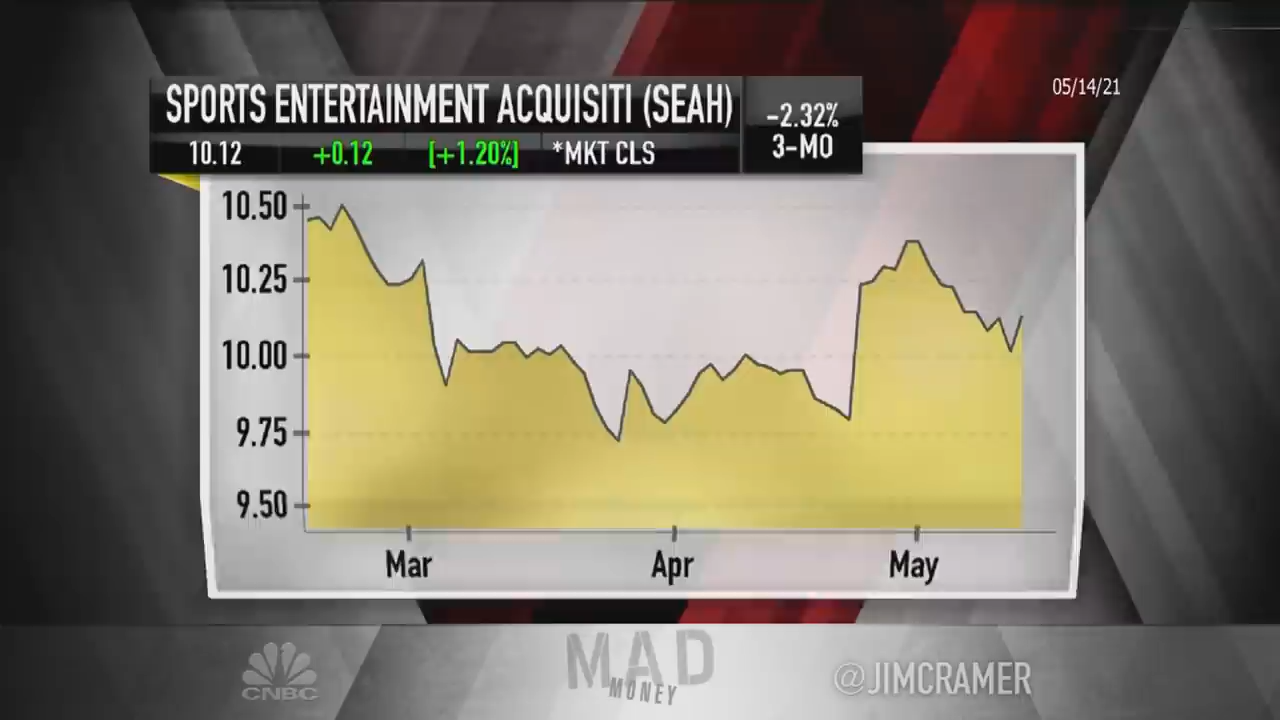 05/14/21
SPORTS ENTERTAINMENT ACQUISITI (SEAH)
-2.32%
3-MO
10.12 +0.12 [+1.20%] *MKT CLS
10.50
10.25
10.00
9.75
9.50
Mar Apr May
CNBC
MAD
MONEY
@JIMCRAMER